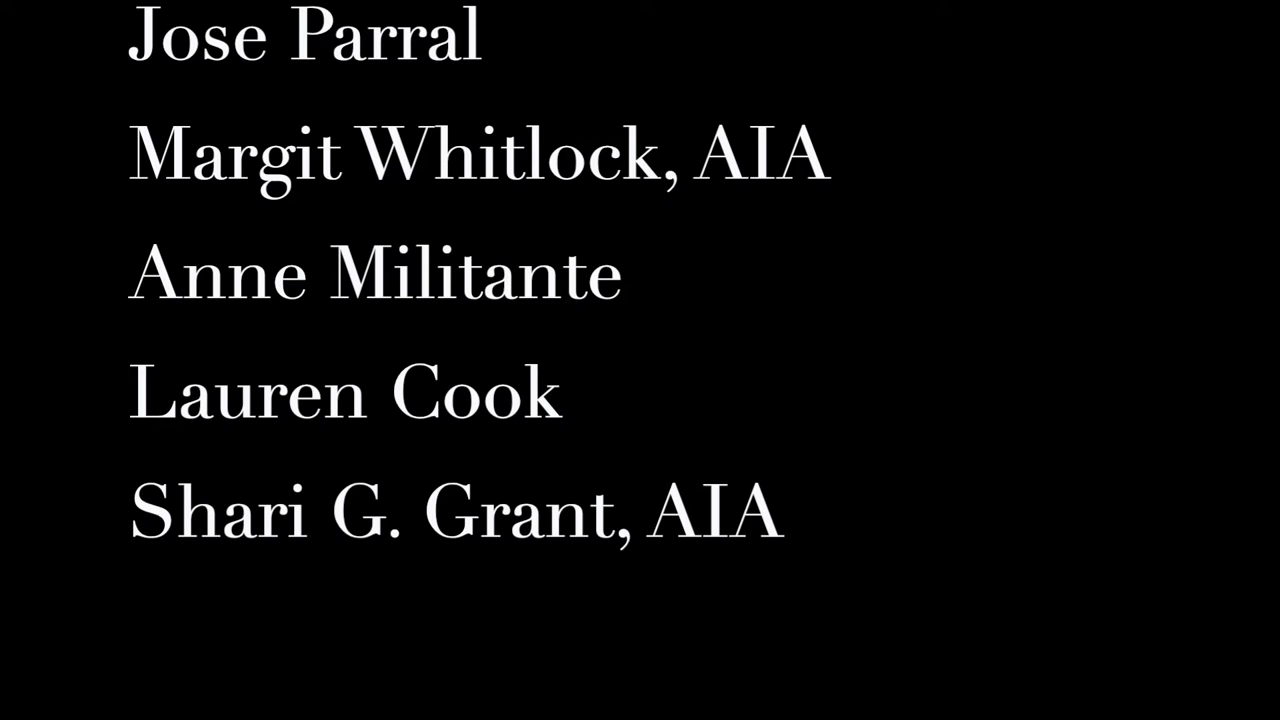 Jose Parral
Margit Whitlock, AIA
Anne Militante
Lauren Cook
Shari G. Grant, AIA